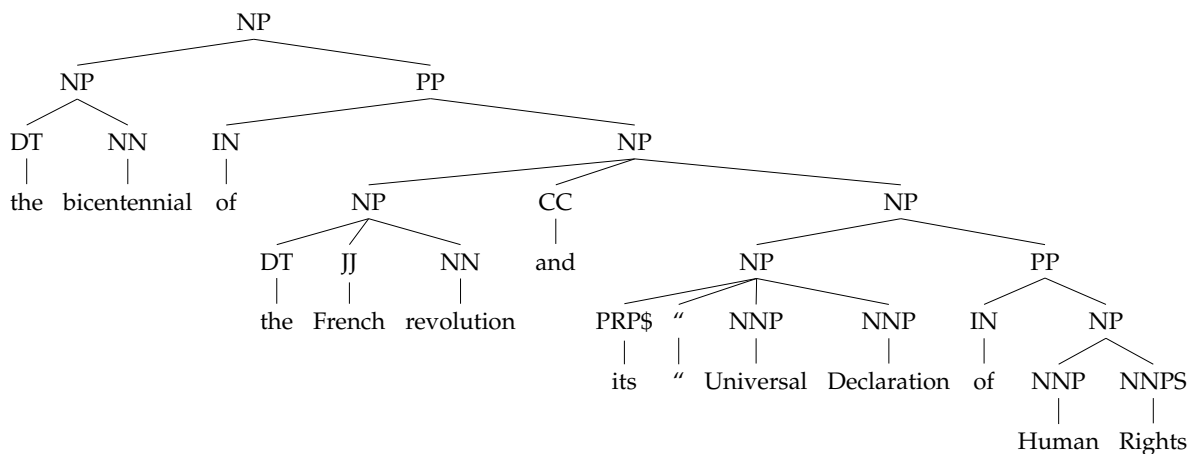 NP
NP PP
DT NN IN NP
the bicentennial of NP CC NP
DT JJ NN and NP PP
the French revolution PRP$ “ NNP NNP IN NP
its “ Universal Declaration of NNP NNPS
Human Rights